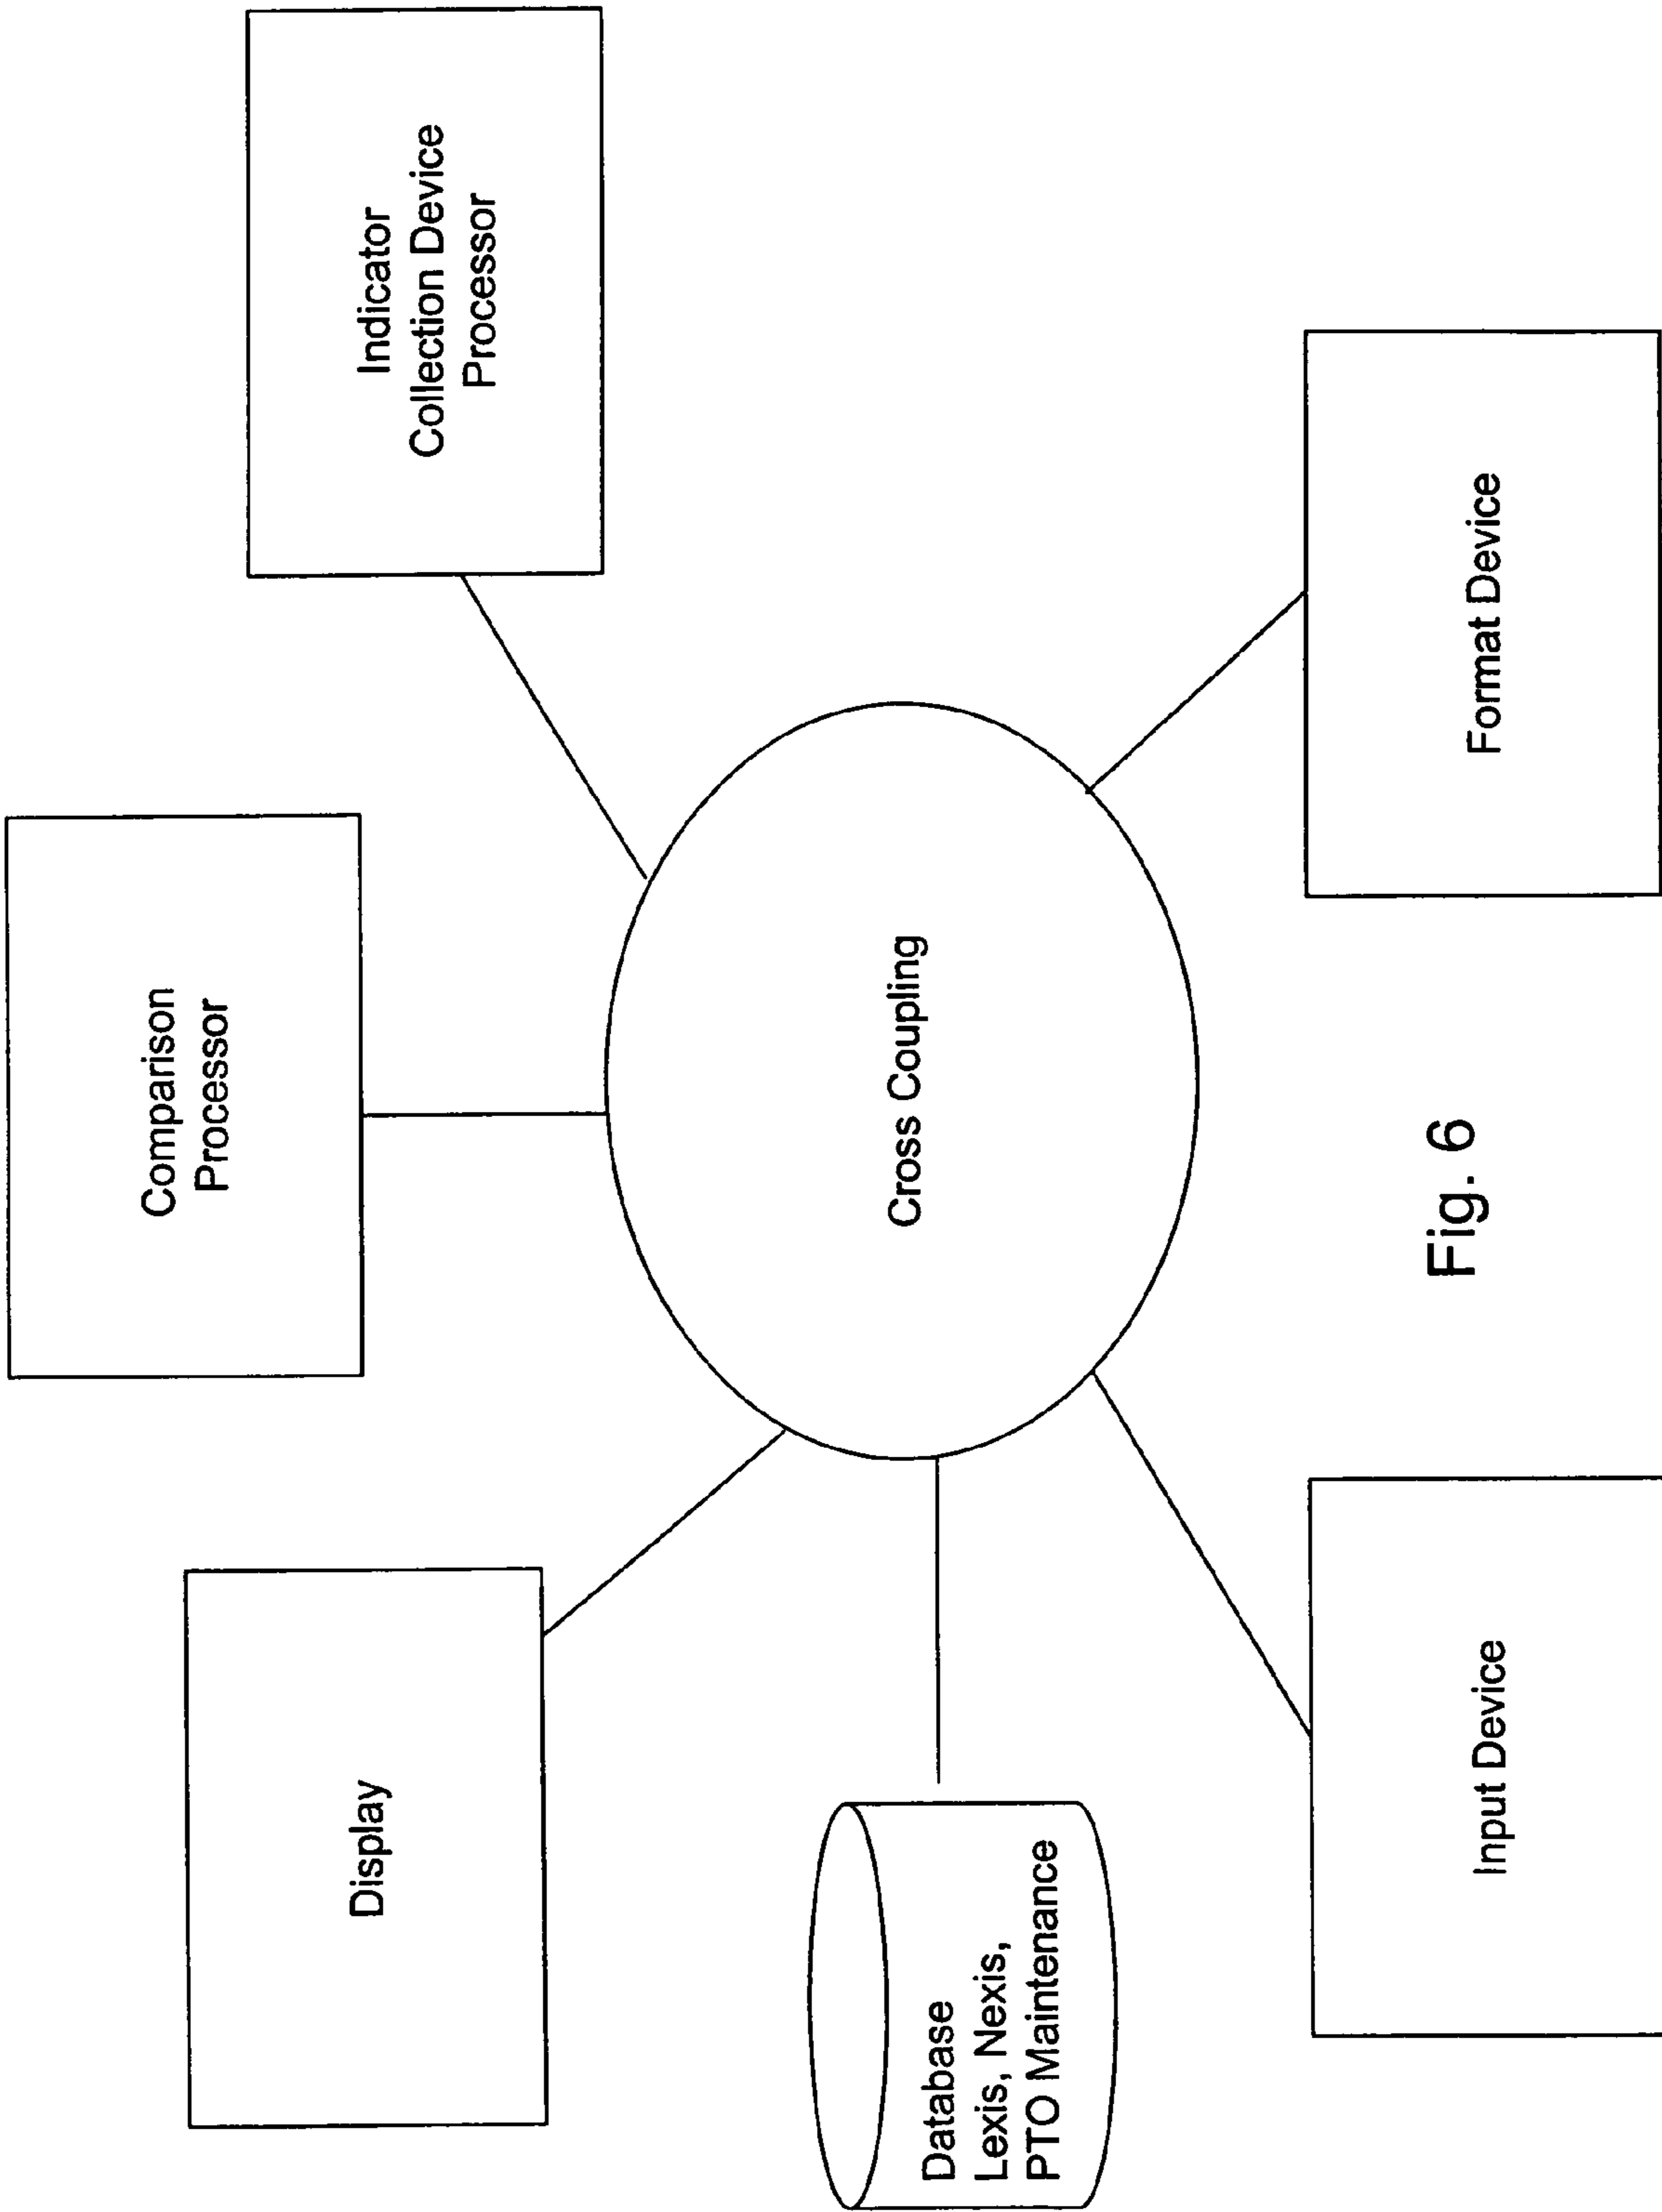 Comparison
Processor
Indicator
Collection Device
Processor
Display
Cross Coupling
Database
Lexis, Nexis,
PTO Maintenance
Input Device
Format Device
Fig. 6